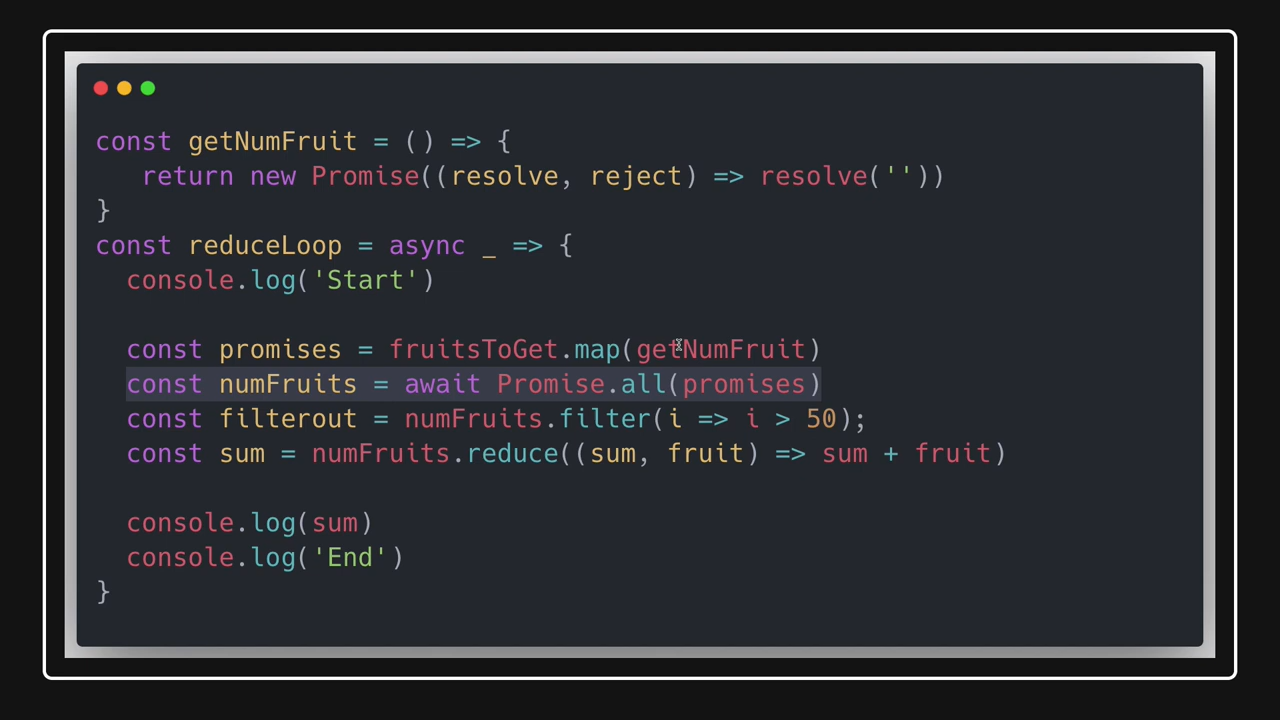 const getNumFruit = () => {
   return new Promise((resolve, reject) => resolve(''))
}
const reduceLoop = async _ => {
  console.log('Start')

  const promises = fruitsToGet.map(getNumFruit)
  const numFruits = await Promise.all(promises)
  const filterout = numFruits.filter(i => i > 50);
  const sum = numFruits.reduce((sum, fruit) => sum + fruit)

  console.log(sum)
  console.log('End')
}